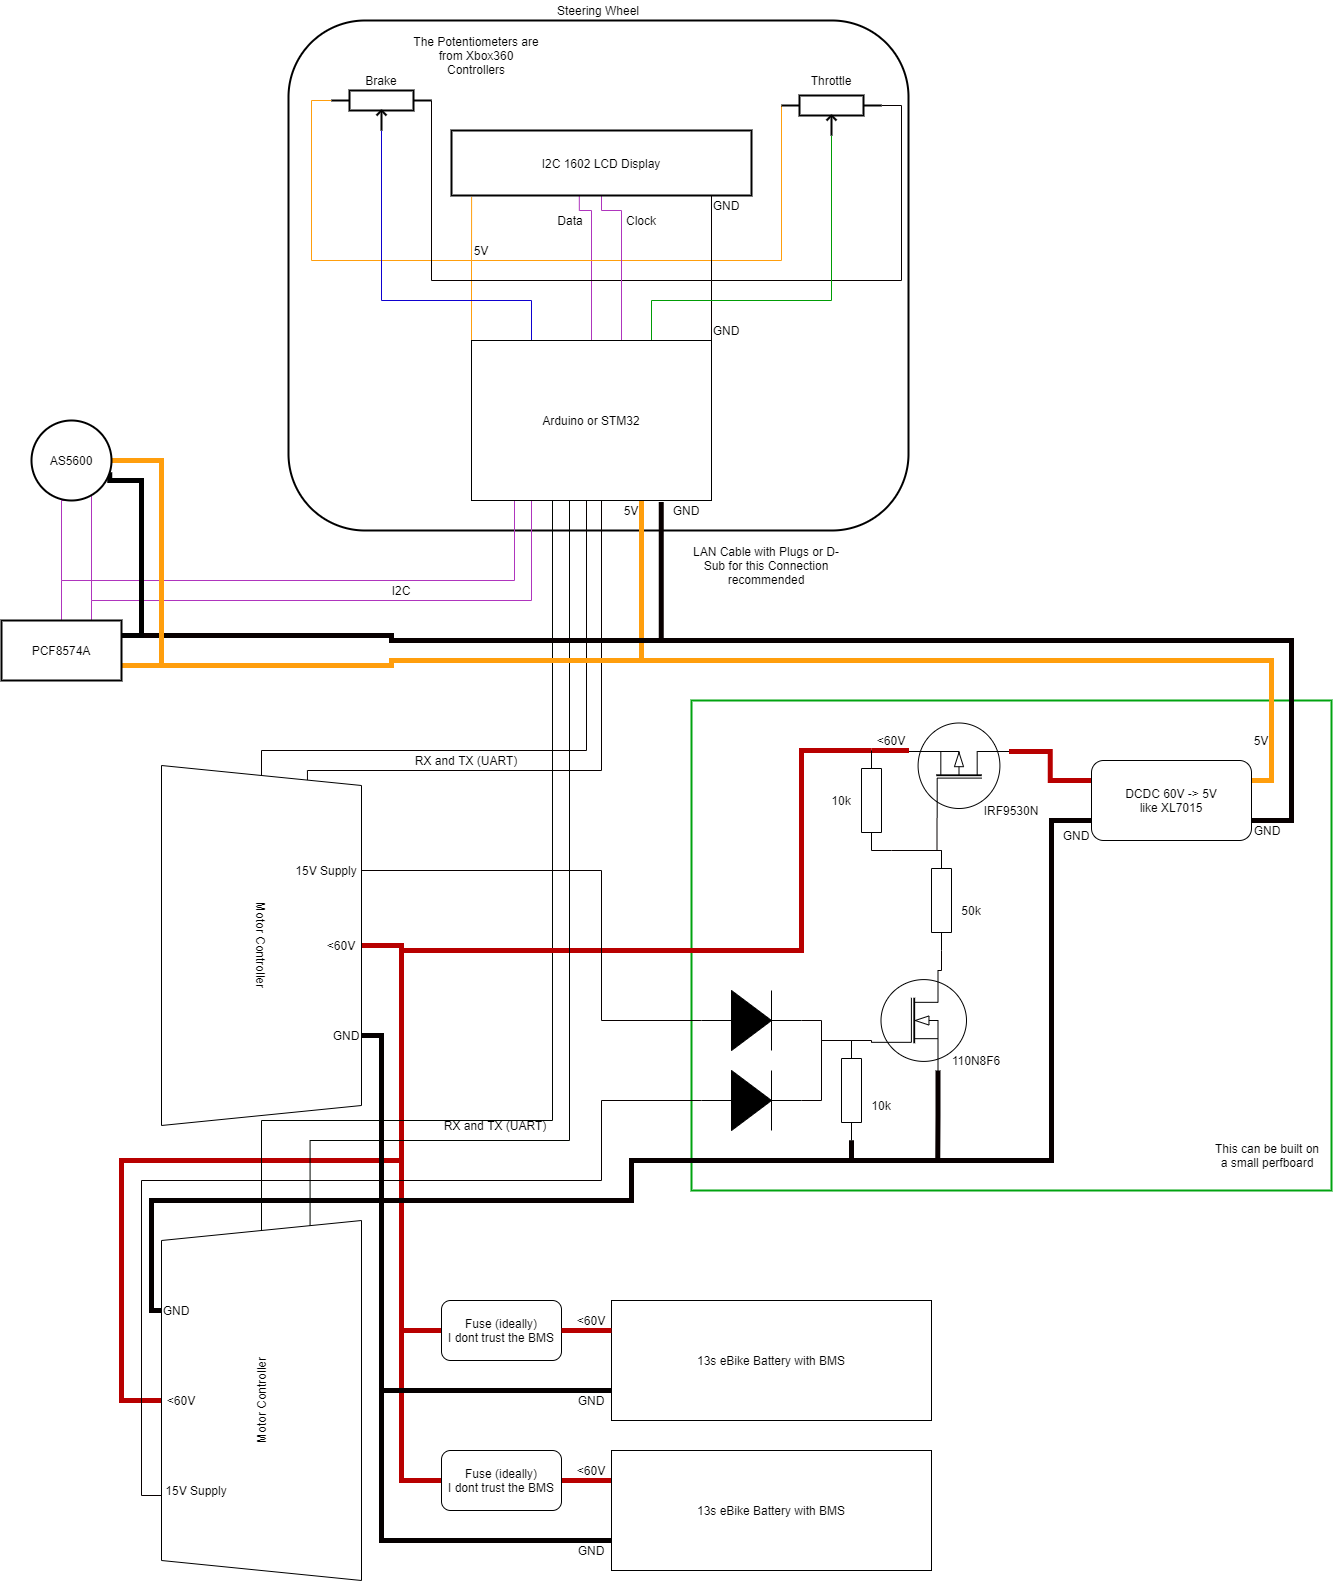 Steering Wheel
The Potentiometers are
from Xbox360
Controllers
Brake
Throttle
I2C 1602 LCD Display
GND
Data
Clock
5V
GND
Arduino or STM32
AS5600
5V
GND
LAN Cable with Plugs or D-
Sub for this Connection
recommended
I2C
PCF8574A
<60V
5V
RX and TX (UART)
10k
IRF9530N
DCDC 60V -> 5V
like XL7015
GND
GND
15V Supply
Motor Controller
<60V
50k
GND
110N8F6
10k
RX and TX (UART)
This can be built on
a small perfboard
GND
Motor Controller
<60V
15V Supply
Fuse (ideally)
I dont trust the BMS
<60V
13s eBike Battery with BMS
GND
Fuse (ideally)
I dont trust the BMS
<60V
13s eBike Battery with BMS
GND